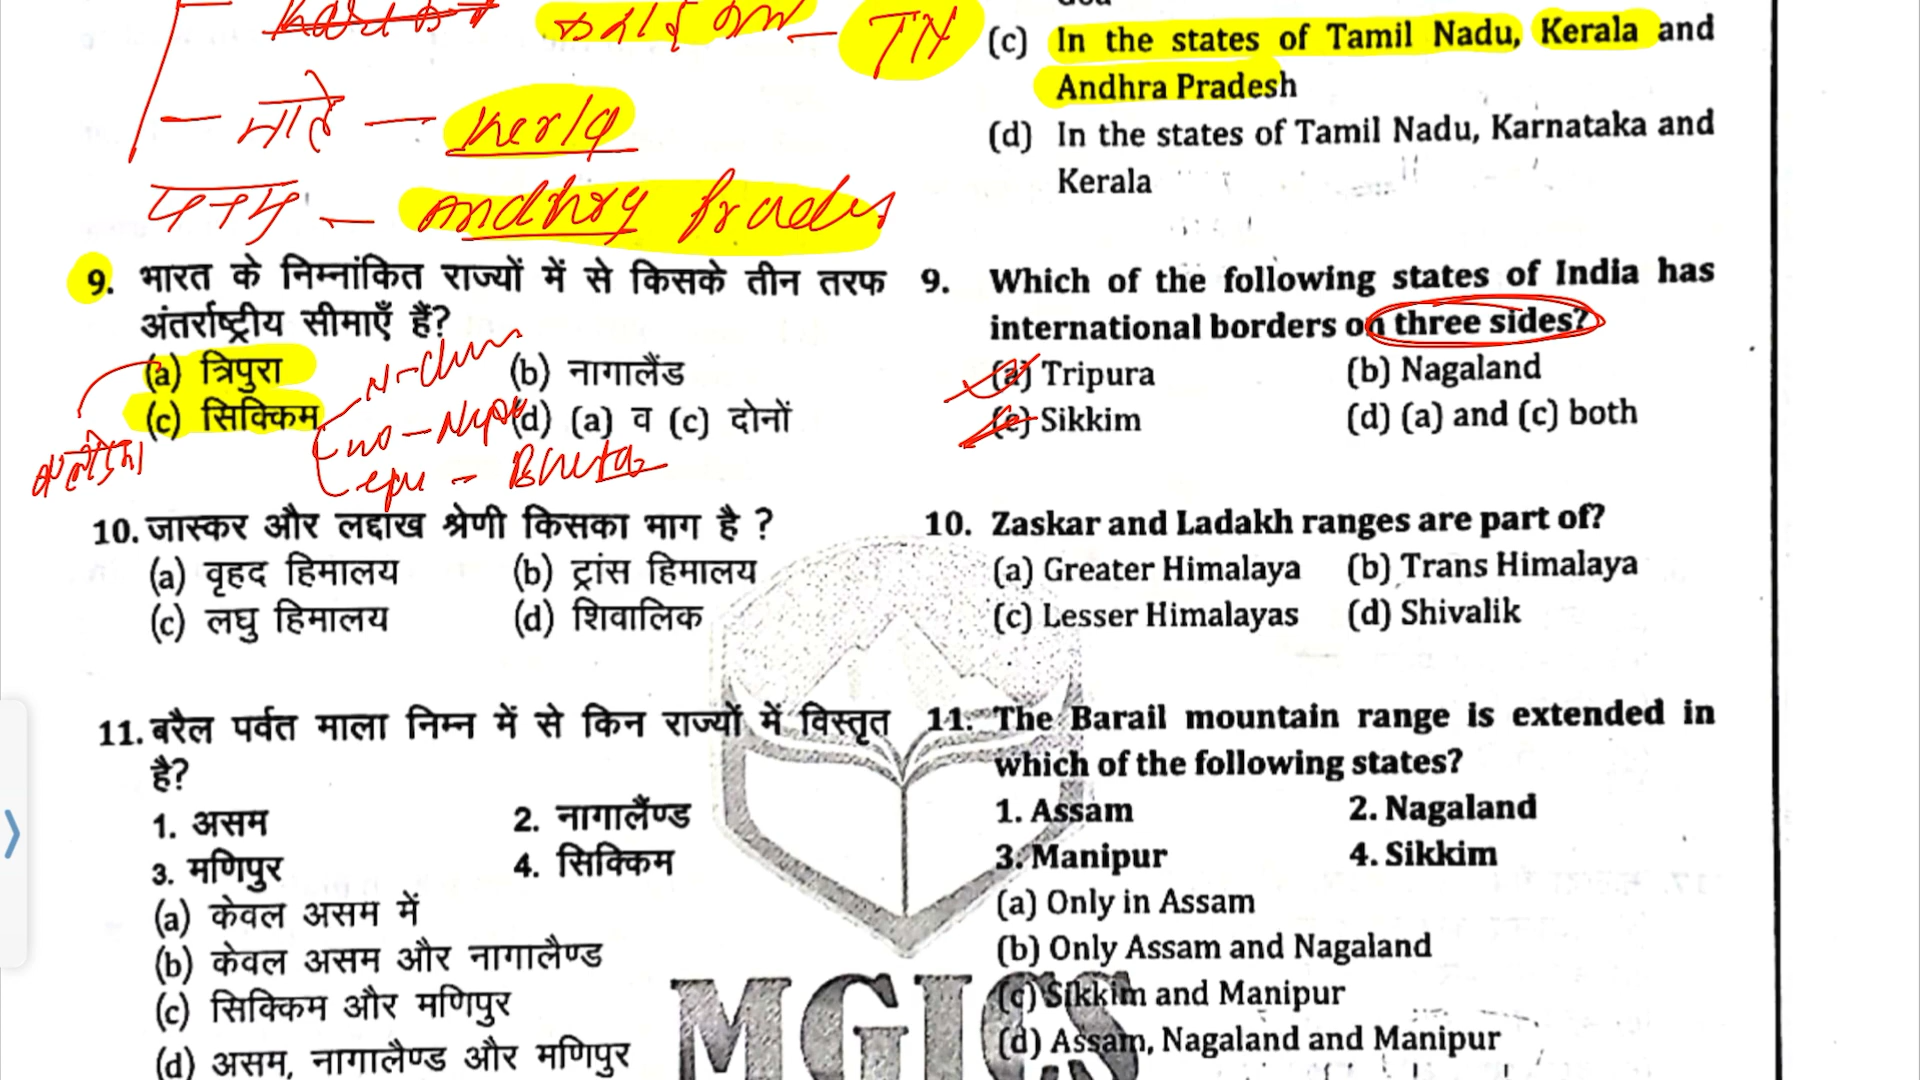 TN
(c) In the states of Tamil Nadu, Kerala and
Andhra Pradesh
(d) In the states of Tamil Nadu, Karnataka and
Kerala
9. भारत के निम्नांकित राज्यों में से किसके तीन तरफ
अंतर्राष्ट्रीय सीमाएँ हैं?
(a) त्रिपुरा (b) नागालैंड
(c) सिक्किम (d) (a) व (c) दोनों
10. जास्कर और लद्दाख श्रेणी किसका भाग है ?
(a) वृहद हिमालय (b) ट्रांस हिमालय
(c) लघु हिमालय (d) शिवालिक
11. बरैल पर्वत माला निम्न में से किन राज्यों में विस्तृत
है?
1. असम 2. नागालैंण्ड
3. मणिपुर 4. सिक्किम
(a) केवल असम में
(b) केवल असम और नागालैण्ड
(c) सिक्किम और मणिपुर
(d) असम, नागालैण्ड और मणिपुर
9. Which of the following states of India has
international borders on three sides?
(a) Tripura (b) Nagaland
(c) Sikkim (d) (a) and (c) both
10. Zaskar and Ladakh ranges are part of?
(a) Greater Himalaya (b) Trans Himalaya
(c) Lesser Himalayas (d) Shivalik
11. The Barail mountain range is extended in
which of the following states?
1. Assam 2. Nagaland
3. Manipur 4. Sikkim
(a) Only in Assam
(b) Only Assam and Nagaland
(c) Sikkim and Manipur
(d) Assam, Nagaland and Manipur
MGICS